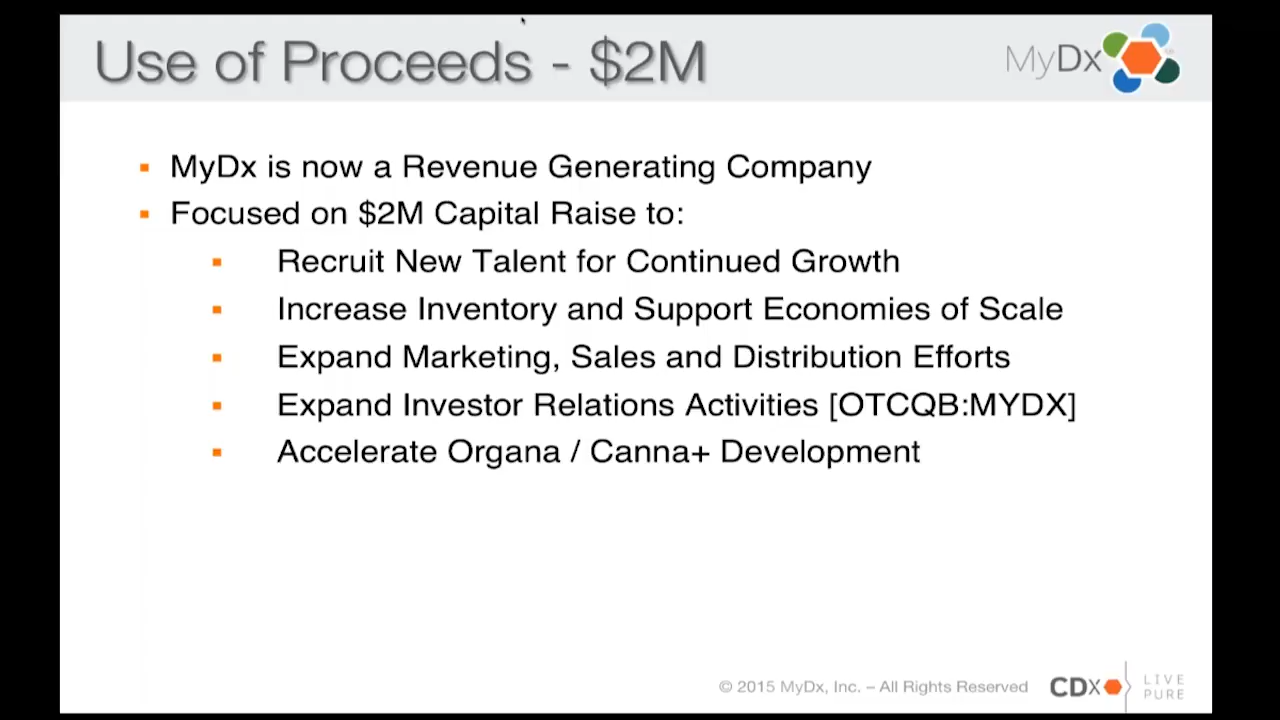 Use of Proceeds - $2M
MyDx
MyDx is now a Revenue Generating Company
Focused on $2M Capital Raise to:
Recruit New Talent for Continued Growth
Increase Inventory and Support Economies of Scale
Expand Marketing, Sales and Distribution Efforts
Expand Investor Relations Activities [OTCQB:MYDX]
Accelerate Organa / Canna+ Development
© 2015 MyDx, Inc. – All Rights Reserved
CDx
LIVE
PURE